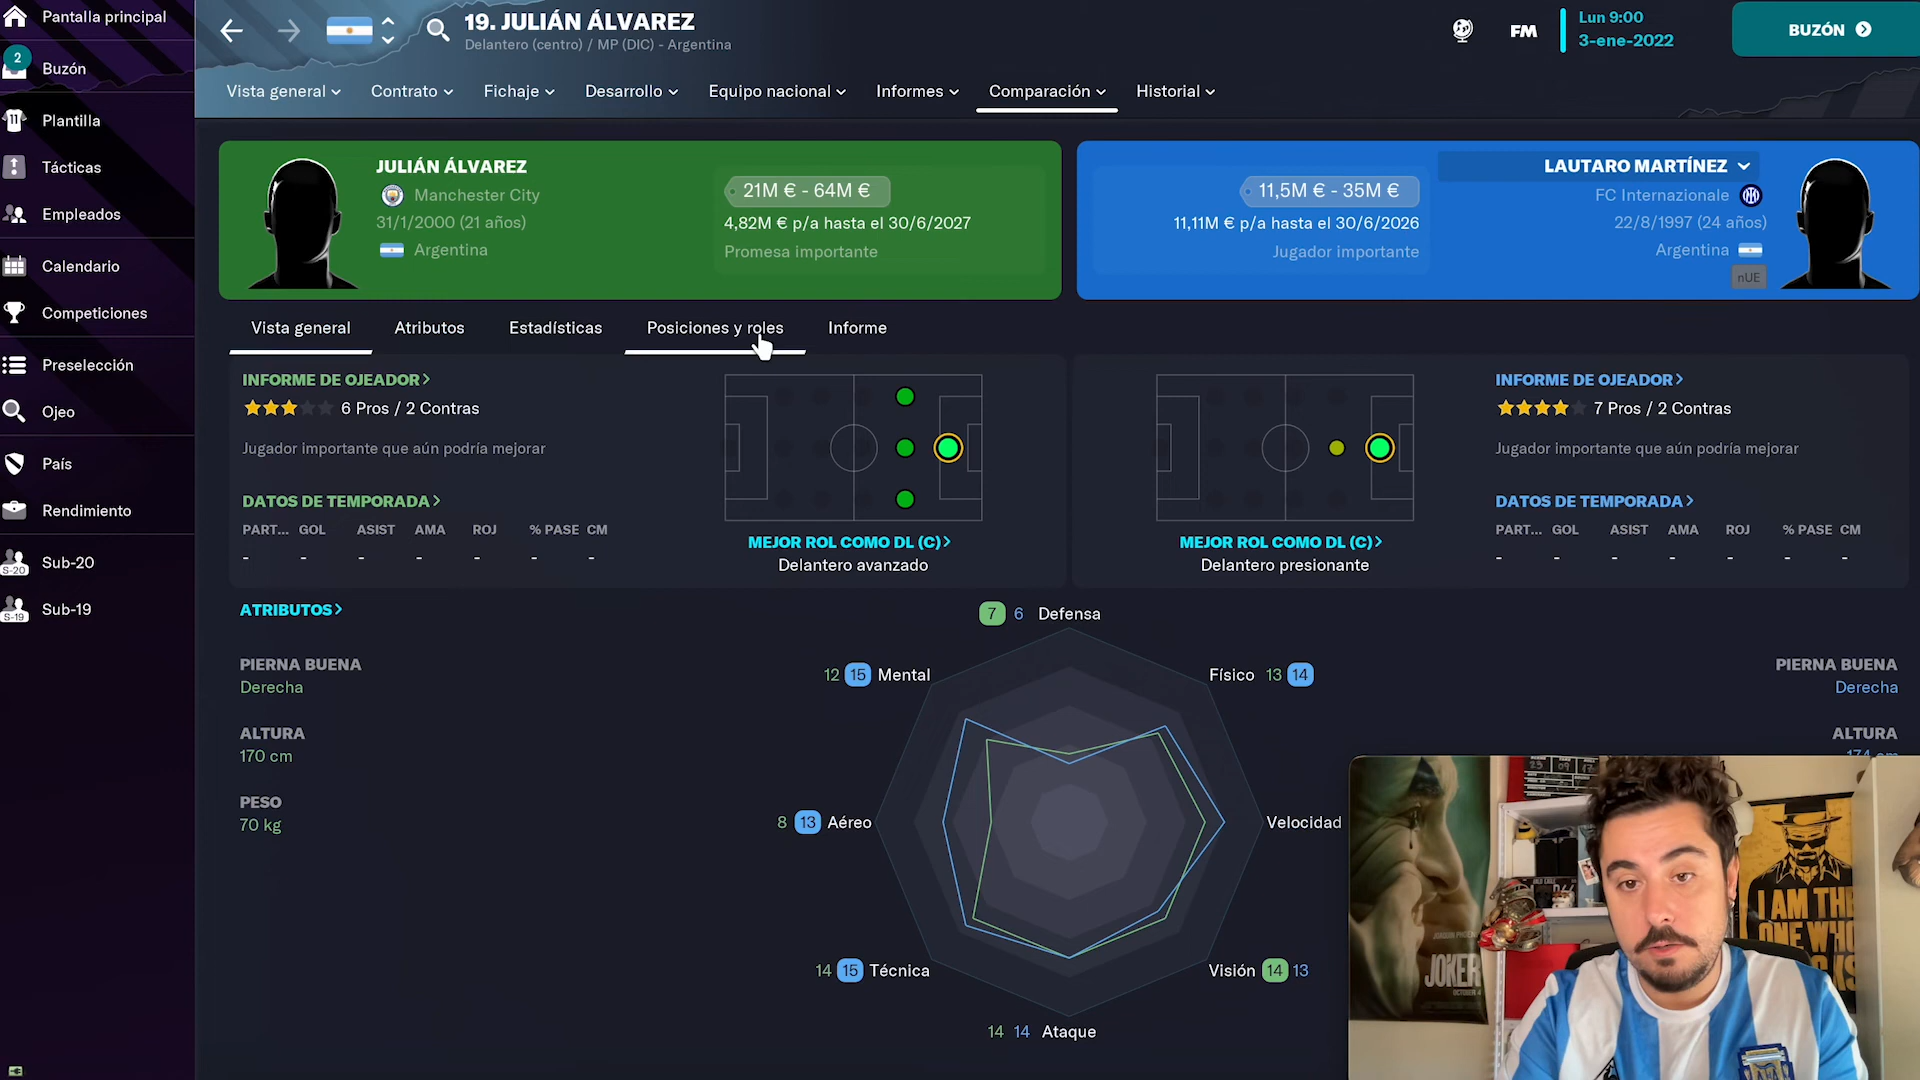 Pantalla principal
2
Buzón
11
Plantilla
Tácticas
Empleados
Calendario
Competiciones
Preselección
Ojeo
País
Rendimiento
S-20
Sub-20
S-19
Sub-19
19. JULIÁN ÁLVAREZ
Delantero (centro) / MP (DIC) - Argentina
FM
Lun 9:00
3-ene-2022
BUZÓN
Vista general
Contrato
Fichaje
Desarrollo
Equipo nacional
Informes
Comparación
Historial
JULIÁN ÁLVAREZ
Manchester City
31/1/2000 (21 años)
Argentina
21M € - 64M €
4,82M € p/a hasta el 30/6/2027
Promesa importante
LAUTARO MARTÍNEZ
FC Internazionale
22/8/1997 (24 años)
Argentina
nUE
11,5M € - 35M €
11,11M € p/a hasta el 30/6/2026
Jugador importante
Vista general
Atributos
Estadísticas
Posiciones y roles
Informe
INFORME DE OJEADOR>
6 Pros / 2 Contras
Jugador importante que aún podría mejorar
DATOS DE TEMPORADA>
PART... GOL ASIST AMA ROJ % PASE CM
- - - - - - -
MEJOR ROL COMO DL (C)>
Delantero avanzado
MEJOR ROL COMO DL (C)>
Delantero presionante
INFORME DE OJEADOR>
7 Pros / 2 Contras
Jugador importante que aún podría mejorar
DATOS DE TEMPORADA>
PART... GOL ASIST AMA ROJ % PASE CM
- - - - - - -
ATRIBUTOS>
PIERNA BUENA
Derecha
ALTURA
170 cm
PESO
70 kg
7 6 Defensa
12 15 Mental
Físico 13 14
8 13 Aéreo
Velocidad
14 15 Técnica
Visión 14 13
14 14 Ataque
PIERNA BUENA
Derecha
ALTURA
JOKER
I AM THE
ONE WHO